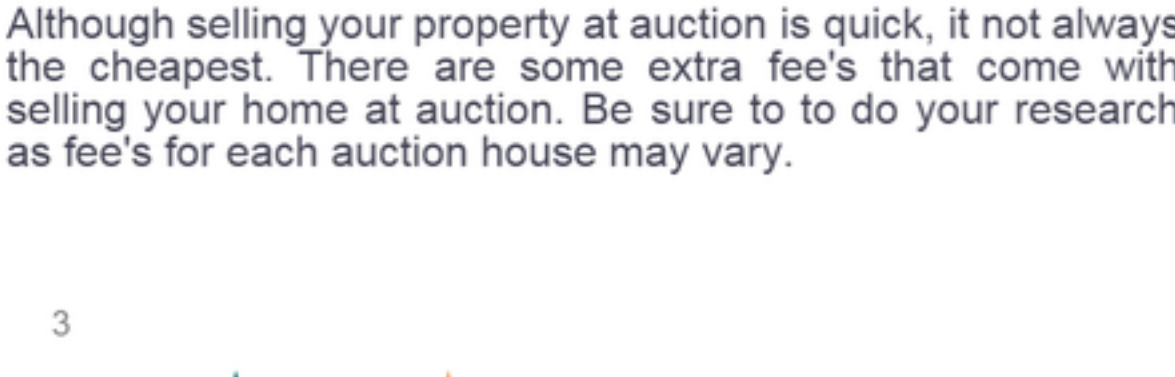 Although selling your property at auction is quick, it not always
the cheapest. There are some extra fee's that come with
selling your home at auction. Be sure to to do your research
as fee's for each auction house may vary.
3